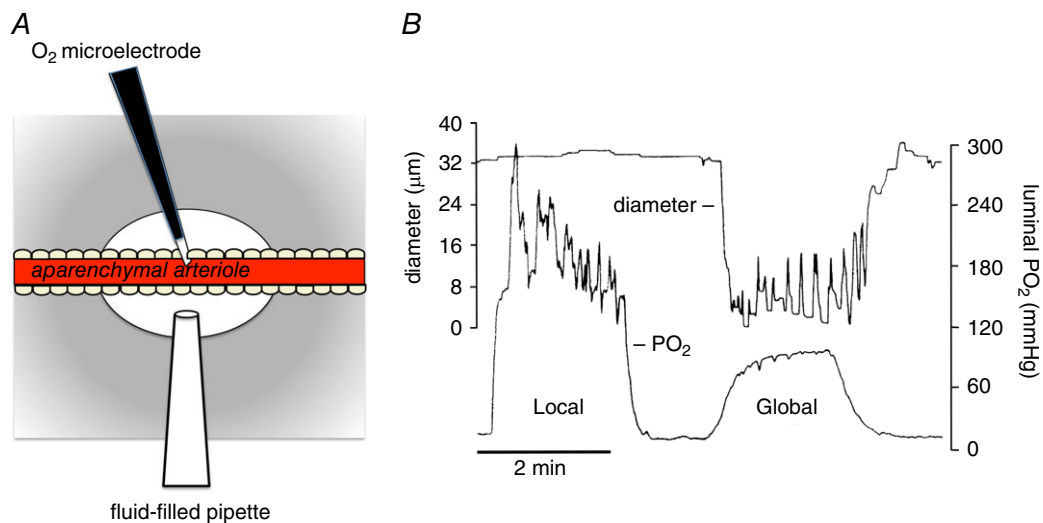 A
O2 microelectrode
aparenchymal arteriole
fluid-filled pipette
B
40
32
24
16
8
0
diameter (μm)
diameter –
– PO2
Local
Global
2 min
300
240
180
120
60
0
luminal PO2 (mmHg)